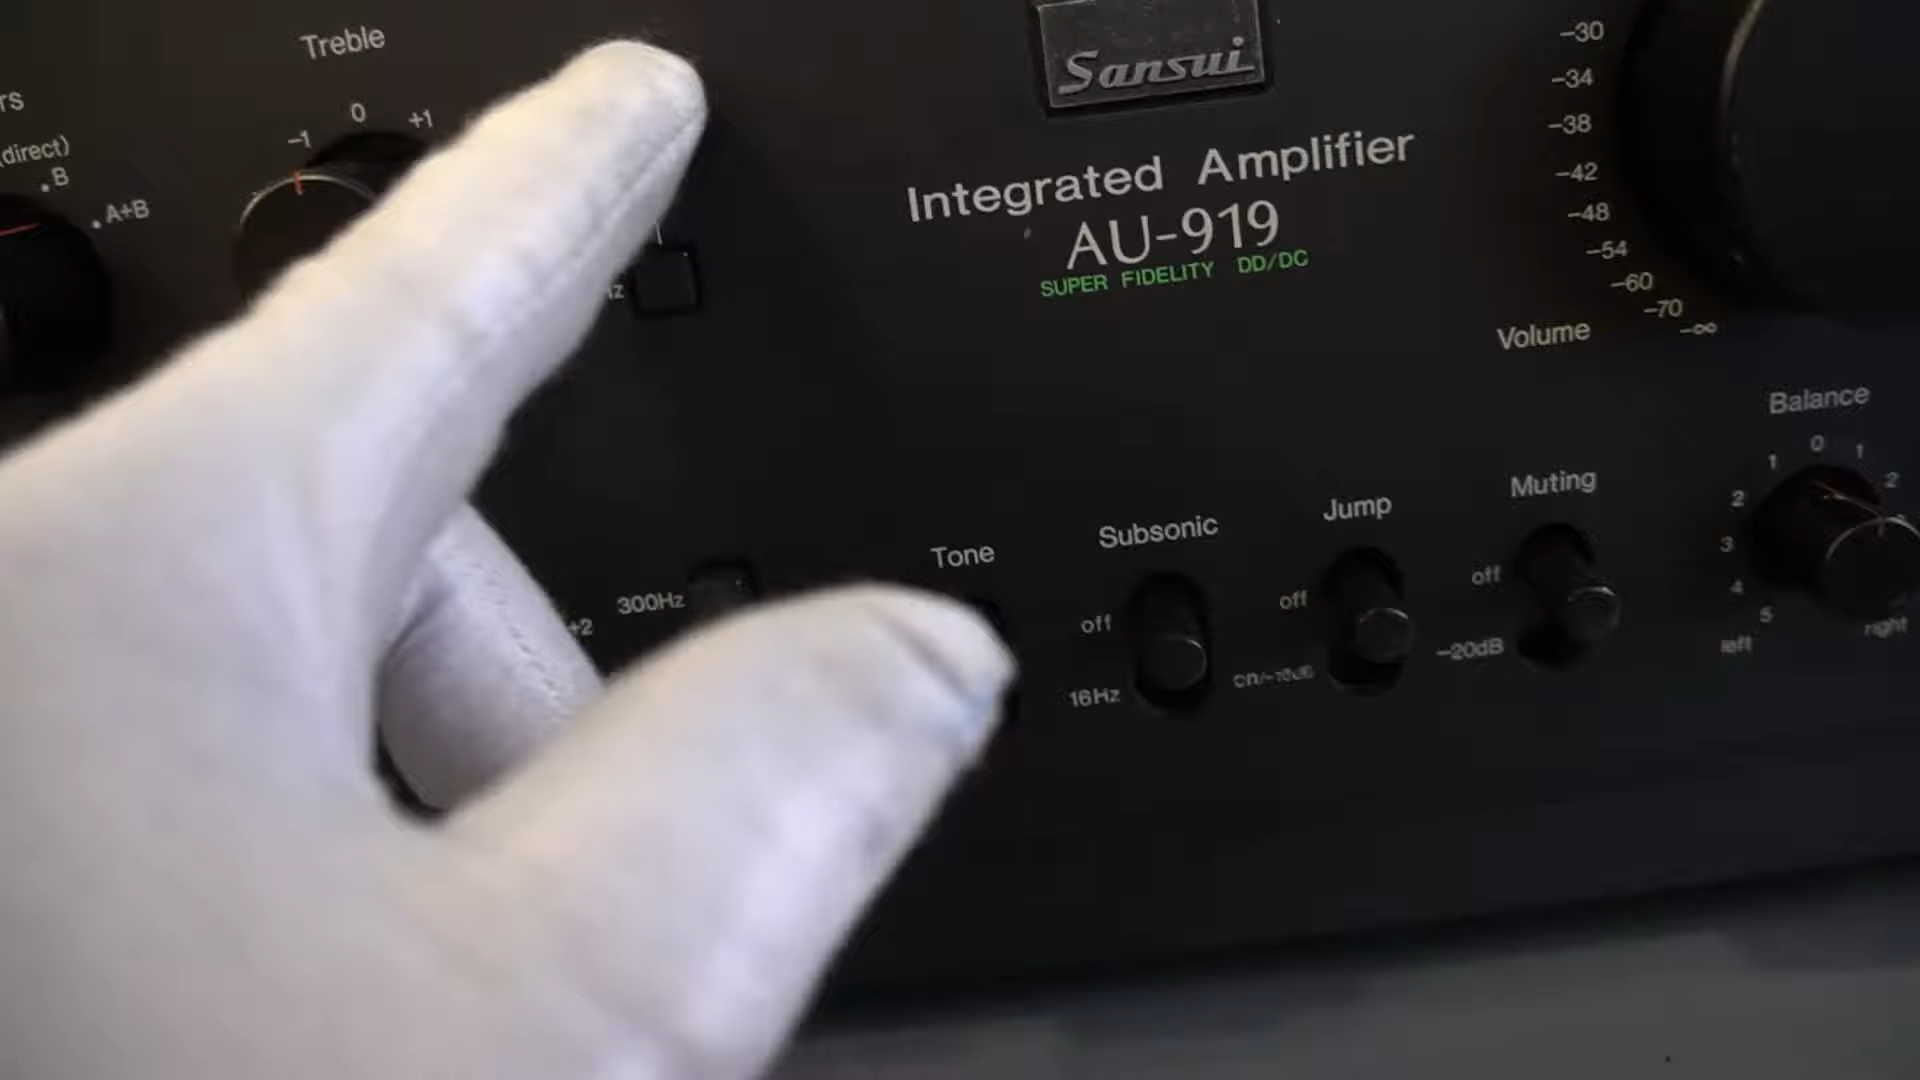 Treble
-1 0 +1
(direct)
B
A+B
Sansui
Integrated Amplifier
AU-919
SUPER FIDELITY DD/DC
-30
-34
-38
-42
-48
-54
-60
-70
-∞
Volume
Balance
1 0 1
2 2
3
4
5
left right
Muting
off
-20dB
Jump
off
Subsonic
off
16Hz
Tone
300Hz
+2